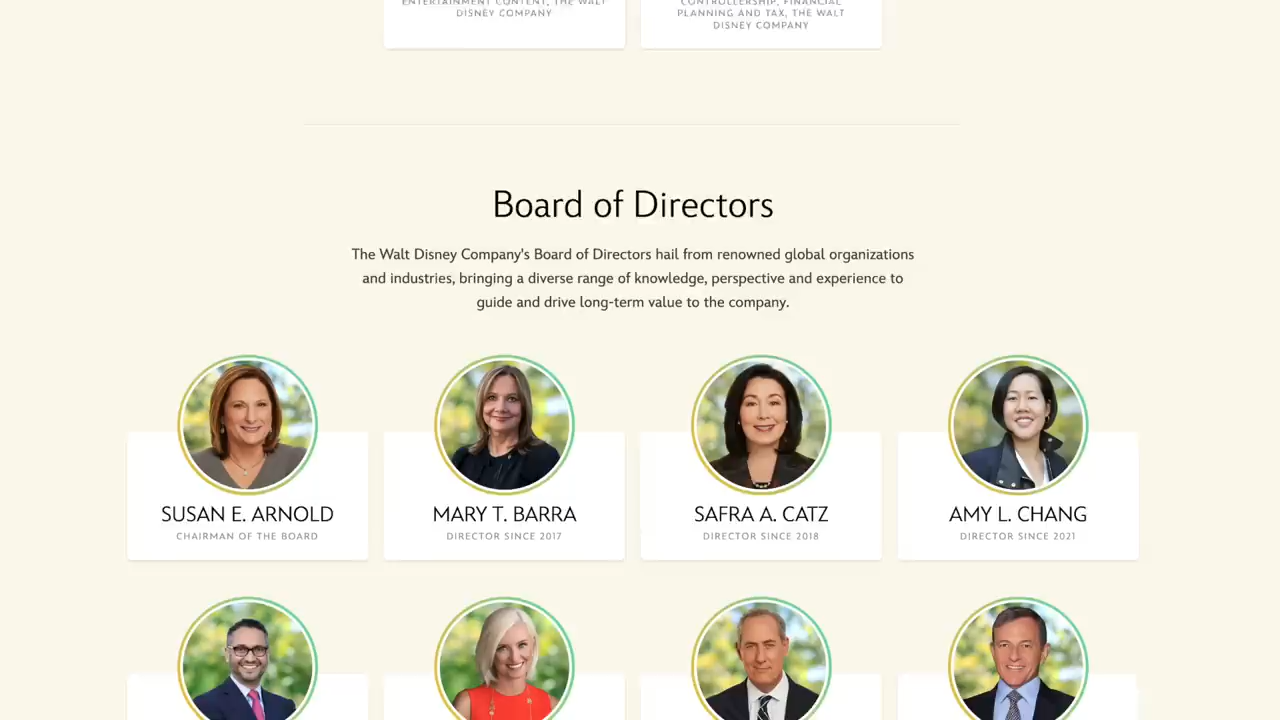 ENTERTAINMENT CONTENT, THE WALT
DISNEY COMPANY
CONTROLLERSHIP, FINANCIAL
PLANNING AND TAX, THE WALT
DISNEY COMPANY
Board of Directors
The Walt Disney Company's Board of Directors hail from renowned global organizations
and industries, bringing a diverse range of knowledge, perspective and experience to
guide and drive long-term value to the company.
SUSAN E. ARNOLD
CHAIRMAN OF THE BOARD
MARY T. BARRA
DIRECTOR SINCE 2017
SAFRA A. CATZ
DIRECTOR SINCE 2018
AMY L. CHANG
DIRECTOR SINCE 2021